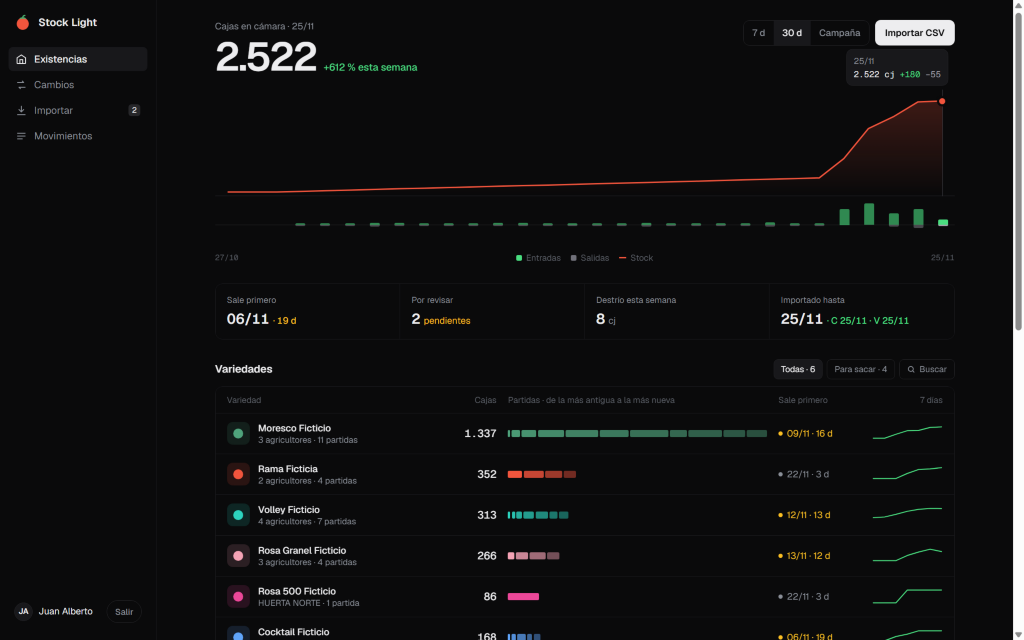 Stock Light
Existencias
Cambios
Importar 2
Movimientos
Cajas en cámara · 25/11
2.522 +612 % esta semana
7 d 30 d Campaña Importar CSV
25/11
2.522 cj +180 −55
27/10 25/11
Entradas Salidas Stock
Sale primero
06/11 · 19 d
Por revisar
2 pendientes
Destrío esta semana
8 cj
Importado hasta
25/11 · C 25/11 · V 25/11
Variedades
Todas · 6 Para sacar · 4 Buscar
Variedad Cajas Partidas · de la más antigua a la más nueva Sale primero 7 días
Moresco Ficticio
3 agricultores · 11 partidas
1.337 09/11 · 16 d
Rama Ficticia
2 agricultores · 4 partidas
352 22/11 · 3 d
Volley Ficticio
4 agricultores · 7 partidas
313 12/11 · 13 d
Rosa Granel Ficticio
3 agricultores · 4 partidas
266 13/11 · 12 d
Rosa 500 Ficticio
HUERTA NORTE · 1 partida
86 22/11 · 3 d
Cocktail Ficticio
168 06/11 · 19 d
JA Juan Alberto Salir